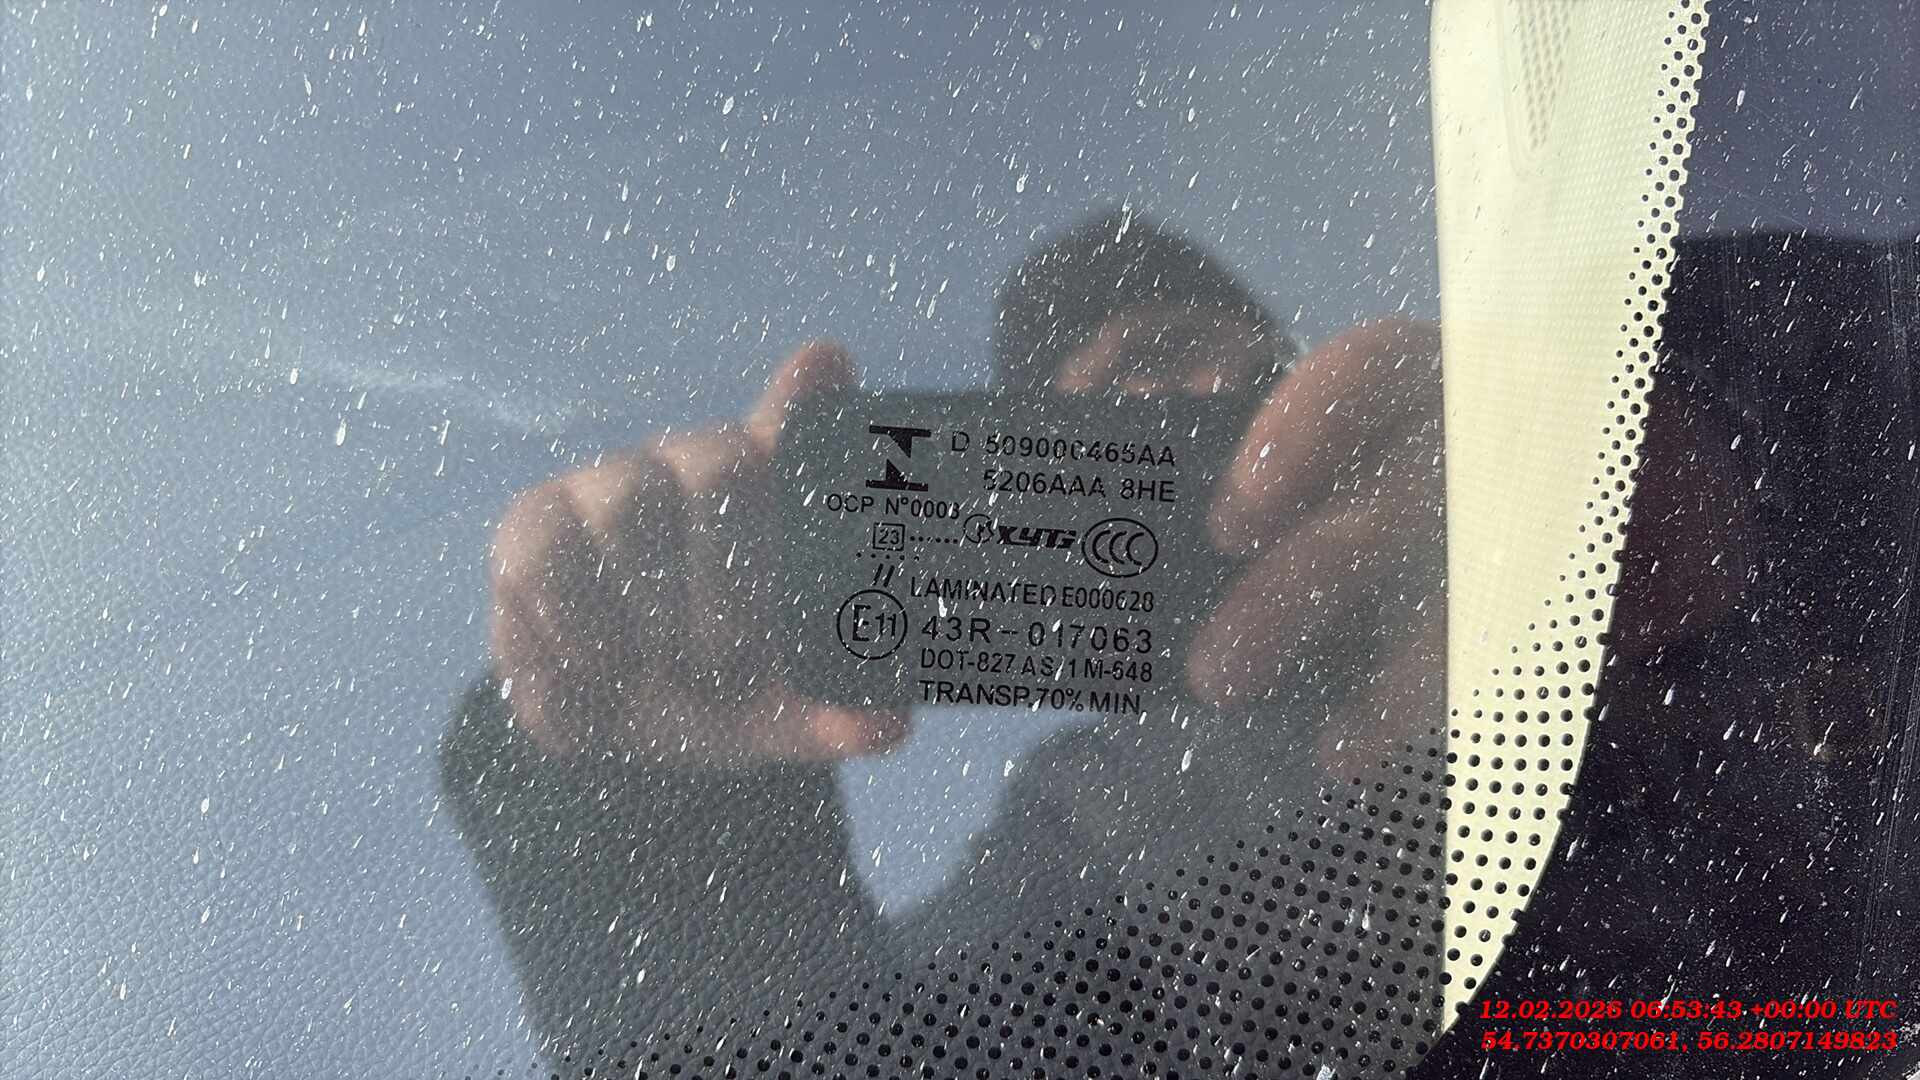 D 509000465AA
5206AAA 8HE
OCP N°0003
23 ...... XYG CCC
LAMINATED E000628
E11 43R-017063
DOT-827 AS 1 M-648
TRANSP.70% MIN.
12.02.2026 06:53:43 +00:00 UTC
54.7370307061, 56.2807149823